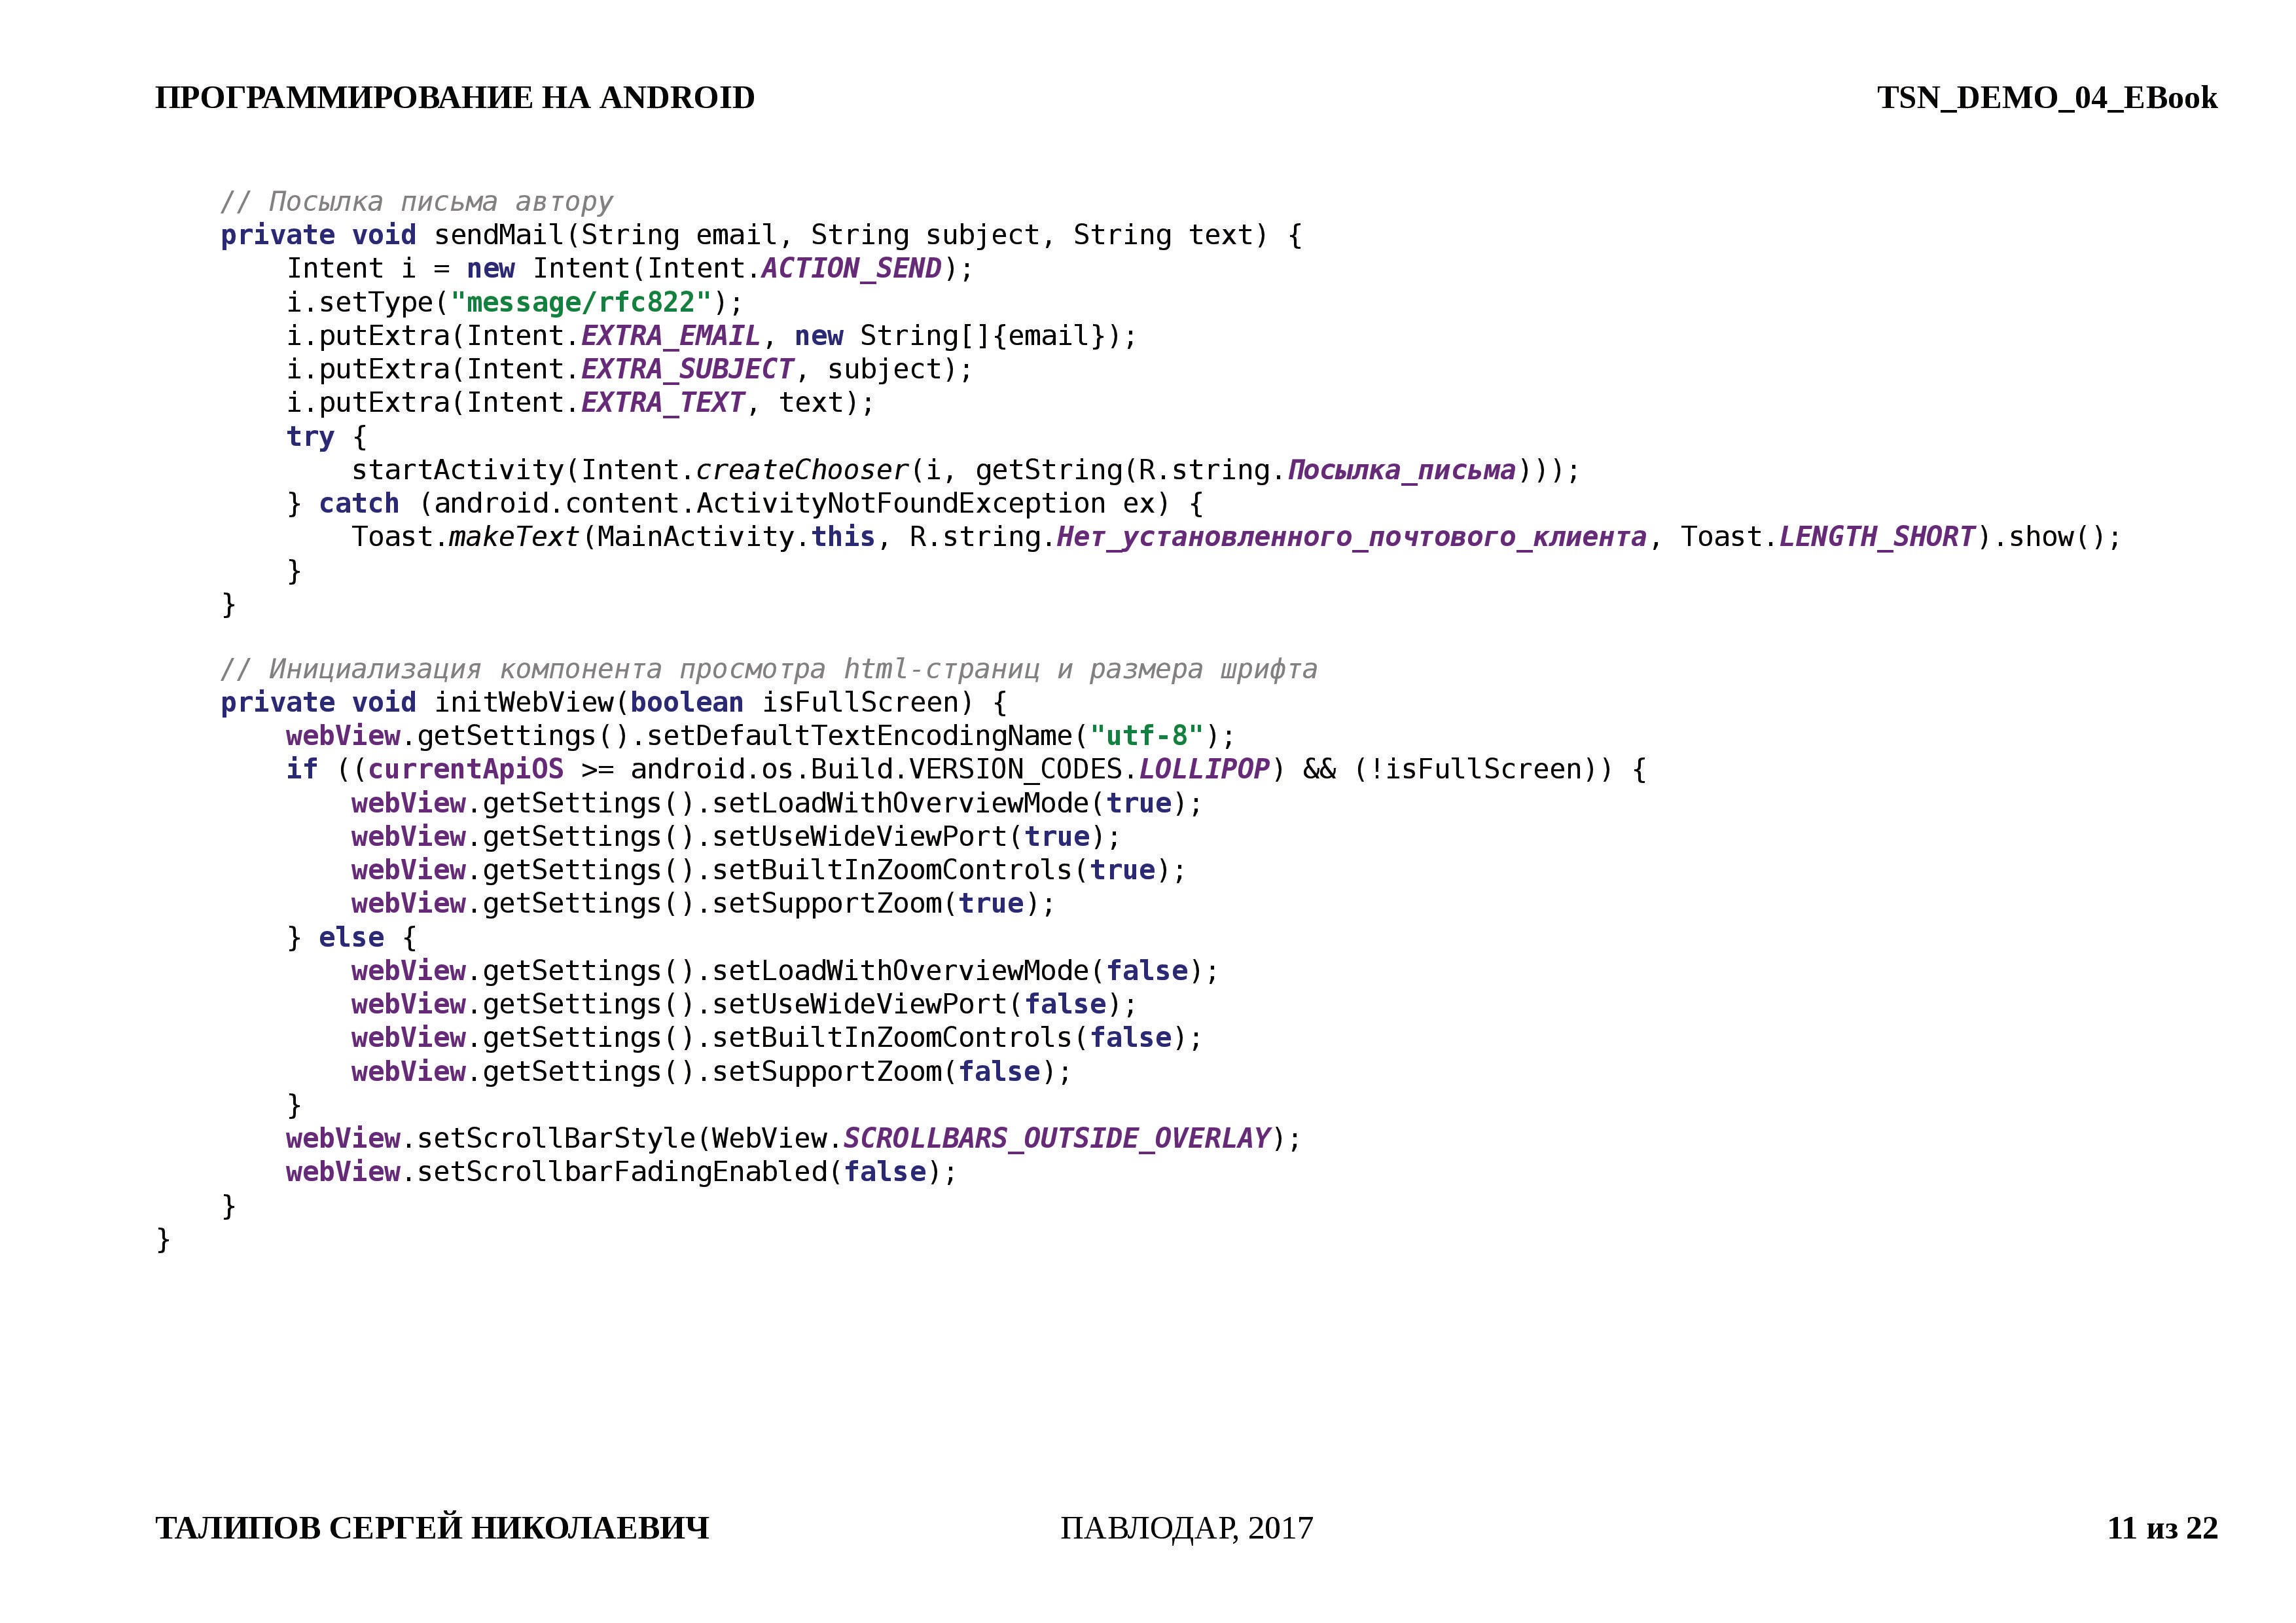 ПРОГРАММИРОВАНИЕ НА ANDROID TSN_DEMO_04_EBook
// Посылка письма автору
private void sendMail(String email, String subject, String text) {
Intent i = new Intent(Intent.ACTION_SEND);
i.setType("message/rfc822");
i.putExtra(Intent.EXTRA_EMAIL, new String[]{email});
i.putExtra(Intent.EXTRA_SUBJECT, subject);
i.putExtra(Intent.EXTRA_TEXT, text);
try {
startActivity(Intent.createChooser(i, getString(R.string.Посылка_письма)));
} catch (android.content.ActivityNotFoundException ex) {
Toast.makeText(MainActivity.this, R.string.Нет_установленного_почтового_клиента, Toast.LENGTH_SHORT).show();
}
}
// Инициализация компонента просмотра html-страниц и размера шрифта
private void initWebView(boolean isFullScreen) {
webView.getSettings().setDefaultTextEncodingName("utf-8");
if ((currentApiOS >= android.os.Build.VERSION_CODES.LOLLIPOP) && (!isFullScreen)) {
webView.getSettings().setLoadWithOverviewMode(true);
webView.getSettings().setUseWideViewPort(true);
webView.getSettings().setBuiltInZoomControls(true);
webView.getSettings().setSupportZoom(true);
} else {
webView.getSettings().setLoadWithOverviewMode(false);
webView.getSettings().setUseWideViewPort(false);
webView.getSettings().setBuiltInZoomControls(false);
webView.getSettings().setSupportZoom(false);
}
webView.setScrollBarStyle(WebView.SCROLLBARS_OUTSIDE_OVERLAY);
webView.setScrollbarFadingEnabled(false);
}
}
ТАЛИПОВ СЕРГЕЙ НИКОЛАЕВИЧ ПАВЛОДАР, 2017 11 из 22